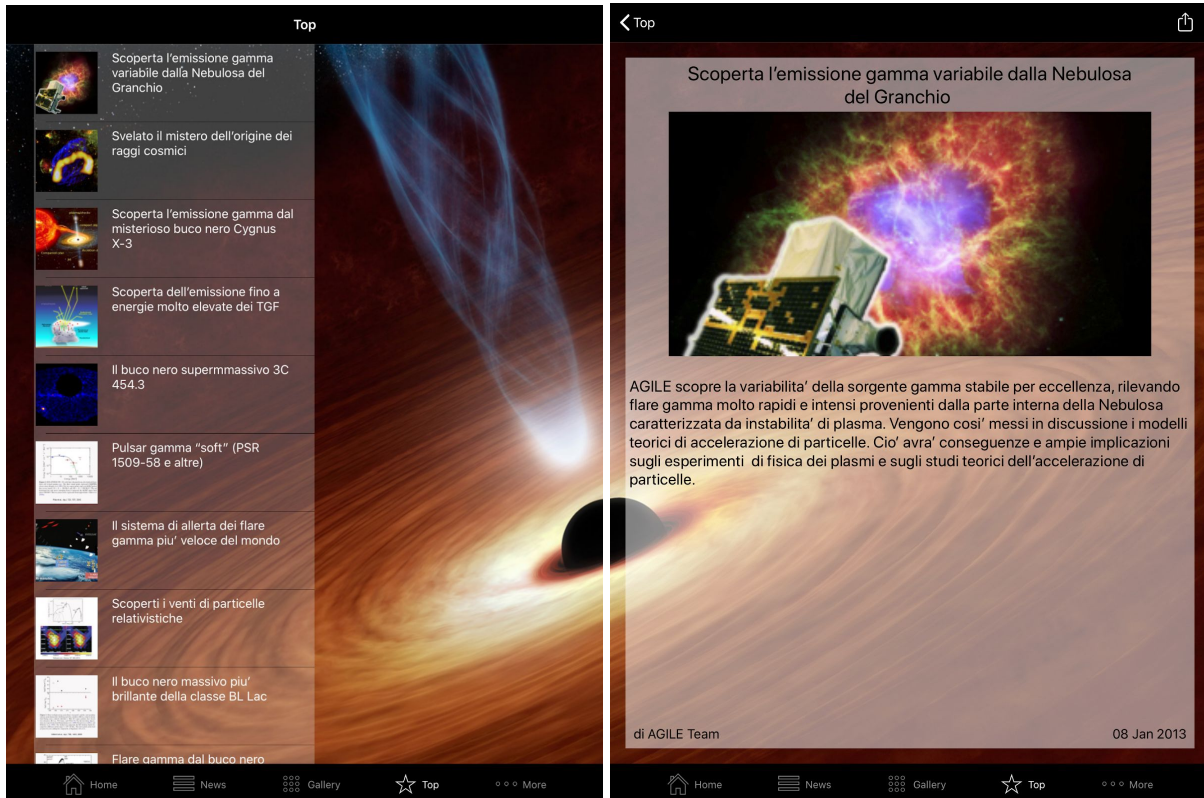 Top
Scoperta l'emissione gamma
variabile dalla Nebulosa del
Granchio
Svelato il mistero dell'origine dei
raggi cosmici
Scoperta l'emissione gamma dal
misterioso buco nero Cygnus
X-3
Scoperta dell'emissione fino a
energie molto elevate dei TGF
Il buco nero supermmassivo 3C
454.3
Pulsar gamma "soft" (PSR
1509-58 e altre)
Il sistema di allerta dei flare
gamma piu' veloce del mondo
Scoperti i venti di particelle
relativistiche
Il buco nero massivo piu'
brillante della classe BL Lac
Flare gamma dal buco nero
Home
News
Gallery
Top
More
Top
Scoperta l'emissione gamma variabile dalla Nebulosa
del Granchio
AGILE scopre la variabilita' della sorgente gamma stabile per eccellenza, rilevando
flare gamma molto rapidi e intensi provenienti dalla parte interna della Nebulosa
caratterizzata da instabilita' di plasma. Vengono cosi' messi in discussione i modelli
teorici di accelerazione di particelle. Cio' avra' conseguenze e ampie implicazioni
sugli esperimenti  di fisica dei plasmi e sugli studi teorici dell'accelerazione di
particelle.
di AGILE Team
08 Jan 2013
Home
News
Gallery
Top
More